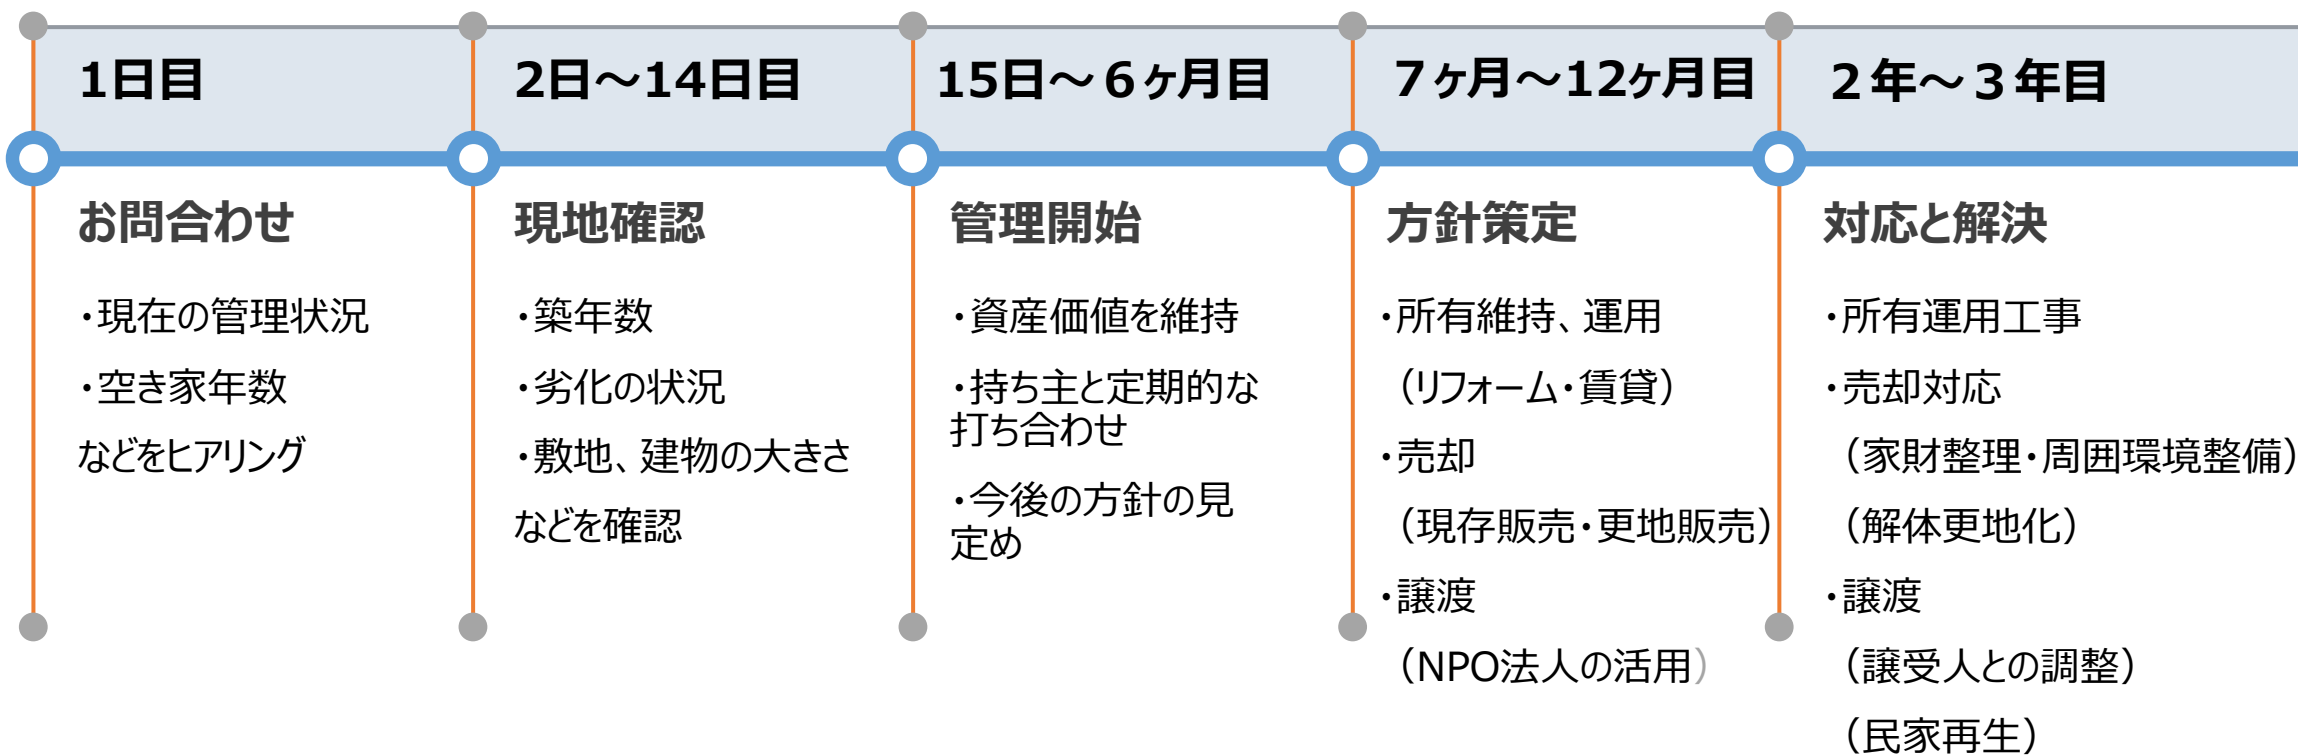 1日目
お問合わせ
・現在の管理状況
・空き家年数
などをヒアリング
2日～14日目
現地確認
・築年数
・劣化の状況
・敷地、建物の大きさ
などを確認
15日～６ヶ月目
管理開始
・資産価値を維持
・持ち主と定期的な
打ち合わせ
・今後の方針の見
定め
７ヶ月～12ヶ月目
方針策定
・所有維持、運用
（リフォーム・賃貸）
・売却
（現存販売・更地販売）
・譲渡
（NPO法人の活用）
２年～３年目
対応と解決
・所有運用工事
・売却対応
（家財整理・周囲環境整備）
（解体更地化）
・譲渡
（譲受人との調整）
（民家再生）